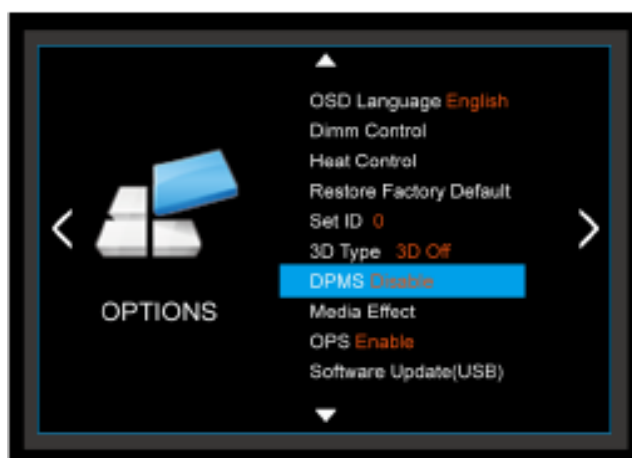 OSD Language English
Dimm Control
Heat Control
Restore Factory Default
Set ID 0
3D Type 3D Off
DPMS Disable
OPTIONS
Media Effect
OPS Enable
Software Update(USB)